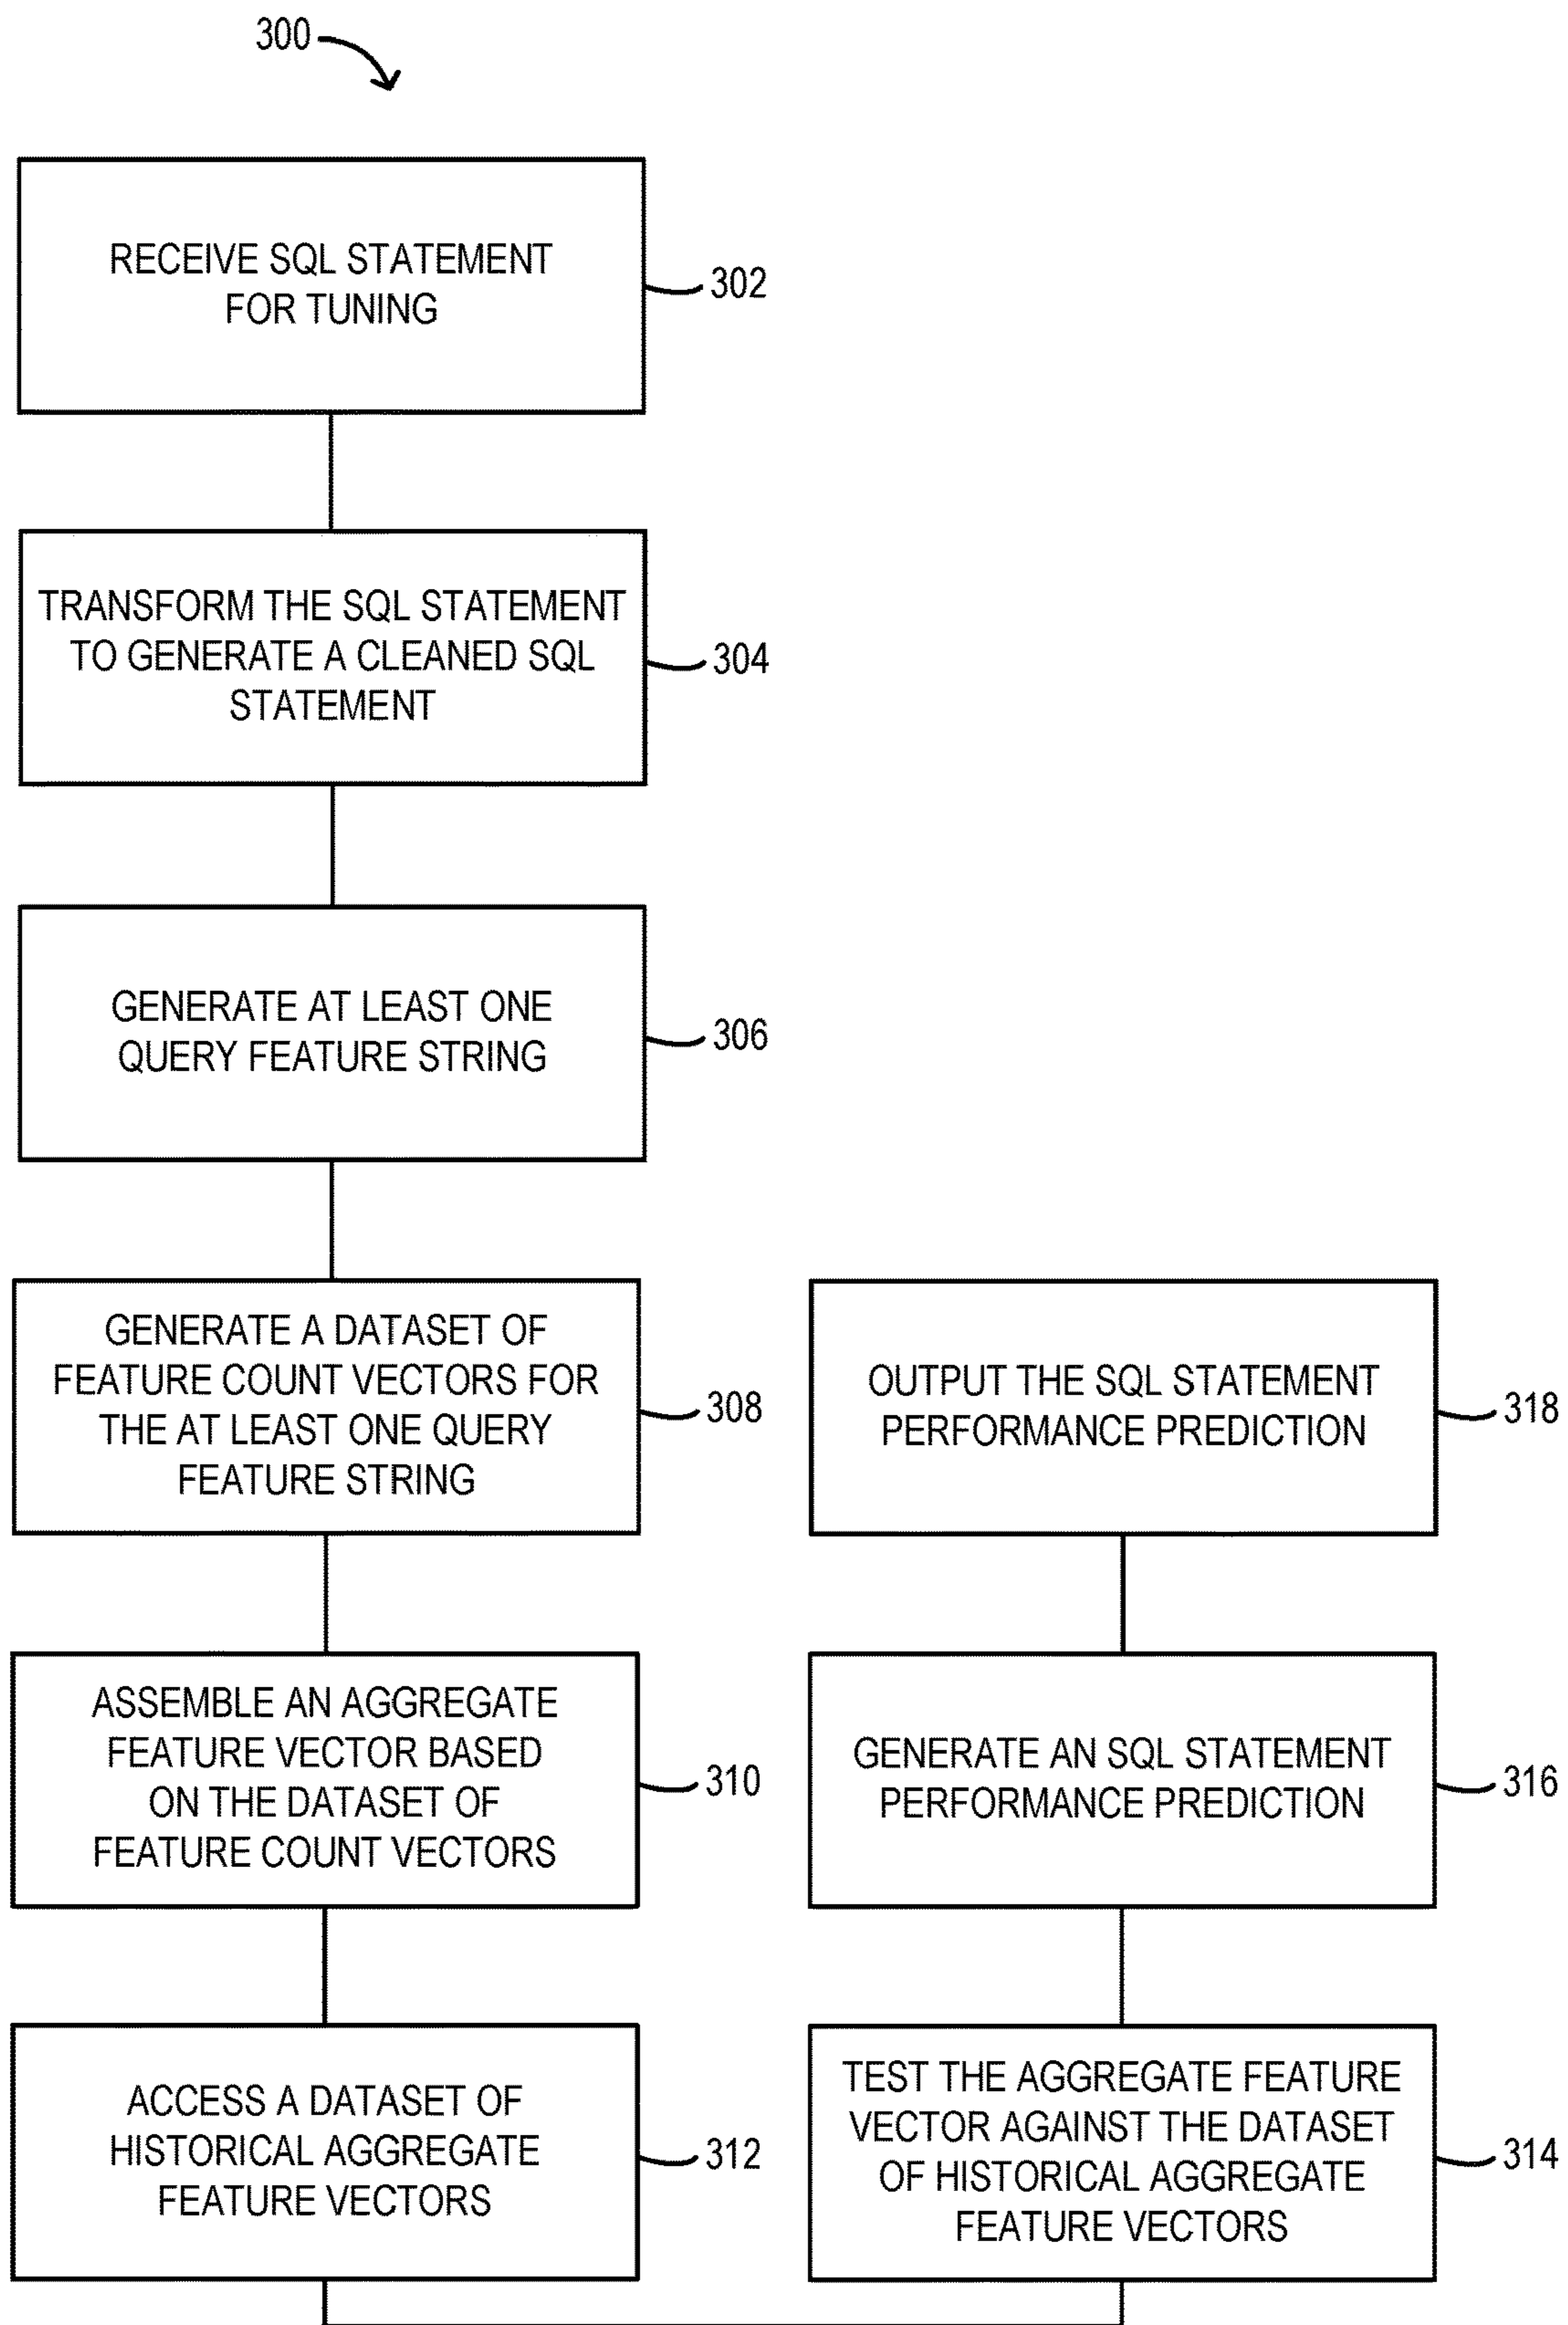 300
RECEIVE SQL STATEMENT
FOR TUNING
302
TRANSFORM THE SQL STATEMENT
TO GENERATE A CLEANED SQL
STATEMENT
304
GENERATE AT LEAST ONE
QUERY FEATURE STRING
306
GENERATE A DATASET OF
FEATURE COUNT VECTORS FOR
THE AT LEAST ONE QUERY
FEATURE STRING
308
ASSEMBLE AN AGGREGATE
FEATURE VECTOR BASED
ON THE DATASET OF
FEATURE COUNT VECTORS
310
ACCESS A DATASET OF
HISTORICAL AGGREGATE
FEATURE VECTORS
312
TEST THE AGGREGATE FEATURE
VECTOR AGAINST THE DATASET
OF HISTORICAL AGGREGATE
FEATURE VECTORS
314
GENERATE AN SQL STATEMENT
PERFORMANCE PREDICTION
316
OUTPUT THE SQL STATEMENT
PERFORMANCE PREDICTION
318